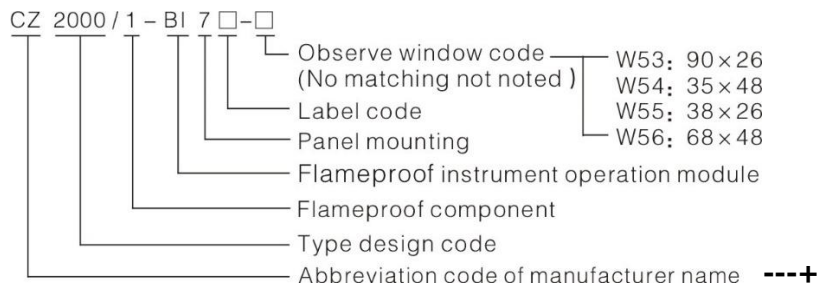 CZ 2000 / 1 – BI 7 □–□
Observe window code
(No matching not noted )
W53: 90×26
W54: 35×48
W55: 38×26
W56: 68×48
Label code
Panel mounting
Flameproof instrument operation module
Flameproof component
Type design code
Abbreviation code of manufacturer name ---+